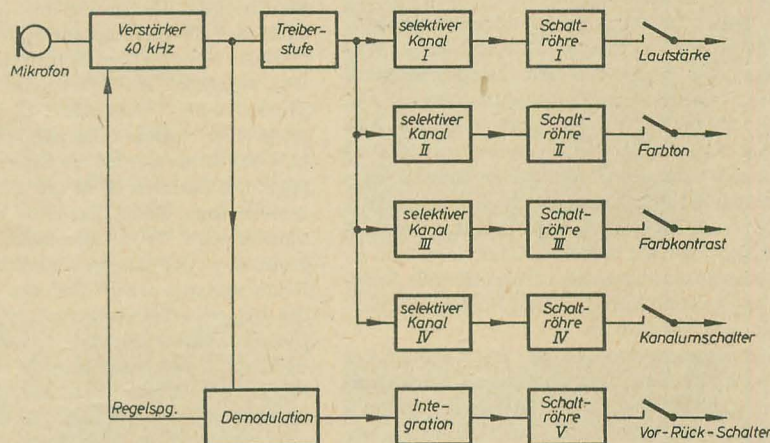 Mikrofon
Verstärker
40 kHz
Treiber-
stufe
selektiver
Kanal
I
Schalt-
röhre
I
Lautstärke
selektiver
Kanal
II
Schalt-
röhre
II
Farbton
selektiver
Kanal
III
Schalt-
röhre
III
Farbkontrast
selektiver
Kanal
IV
Schalt-
röhre
IV
Kanalumschalter
Regelspg.
Demodulation
Inte-
gration
Schalt-
röhre
V
Vor-Rück-Schalter